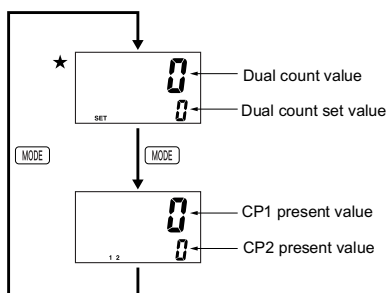 ★
0 Dual count value
SET 0 Dual count set value
MODE MODE
0 CP1 present value
1 2 0 CP2 present value